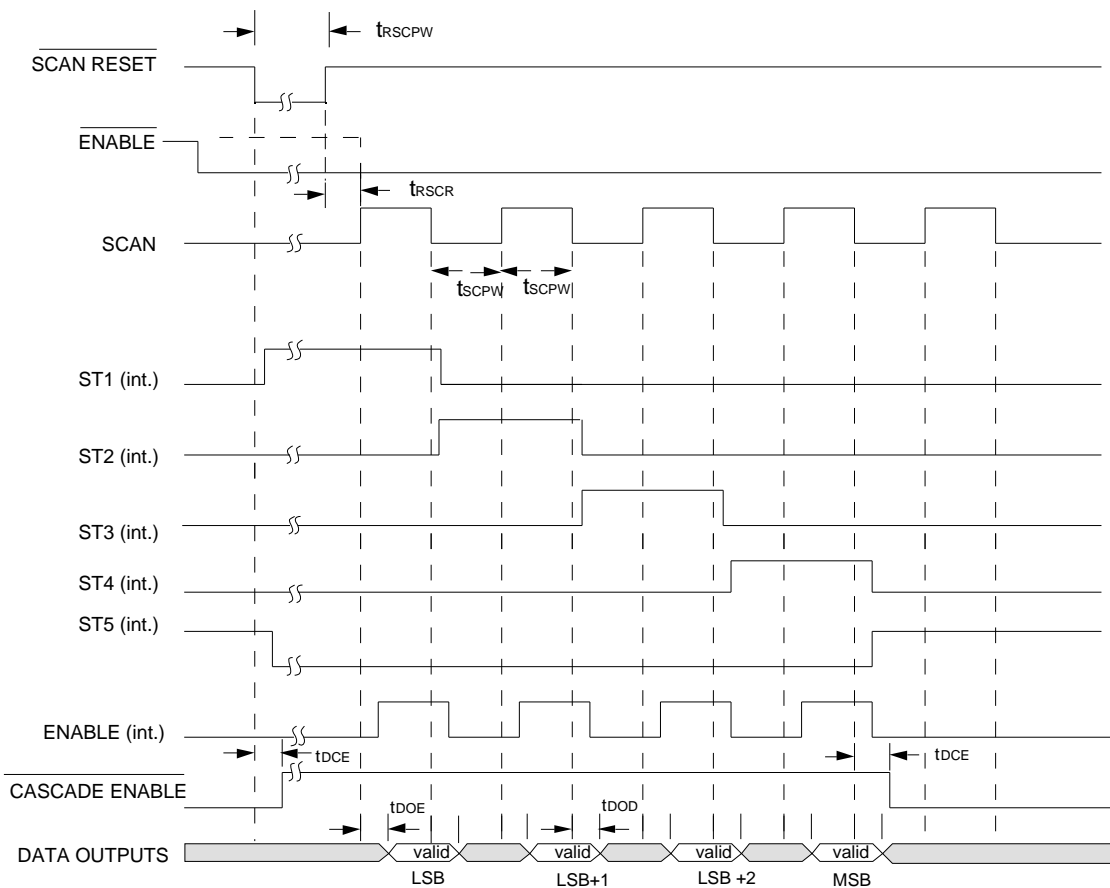 tRSCPW
SCAN RESET
ENABLE
tRSCR
SCAN
tSCPW tSCPW
ST1 (int.)
ST2 (int.)
ST3 (int.)
ST4 (int.)
ST5 (int.)
ENABLE (int.)
tDCE tDCE
CASCADE ENABLE
tDOE tDOD
DATA OUTPUTS valid valid valid valid
LSB LSB+1 LSB +2 MSB